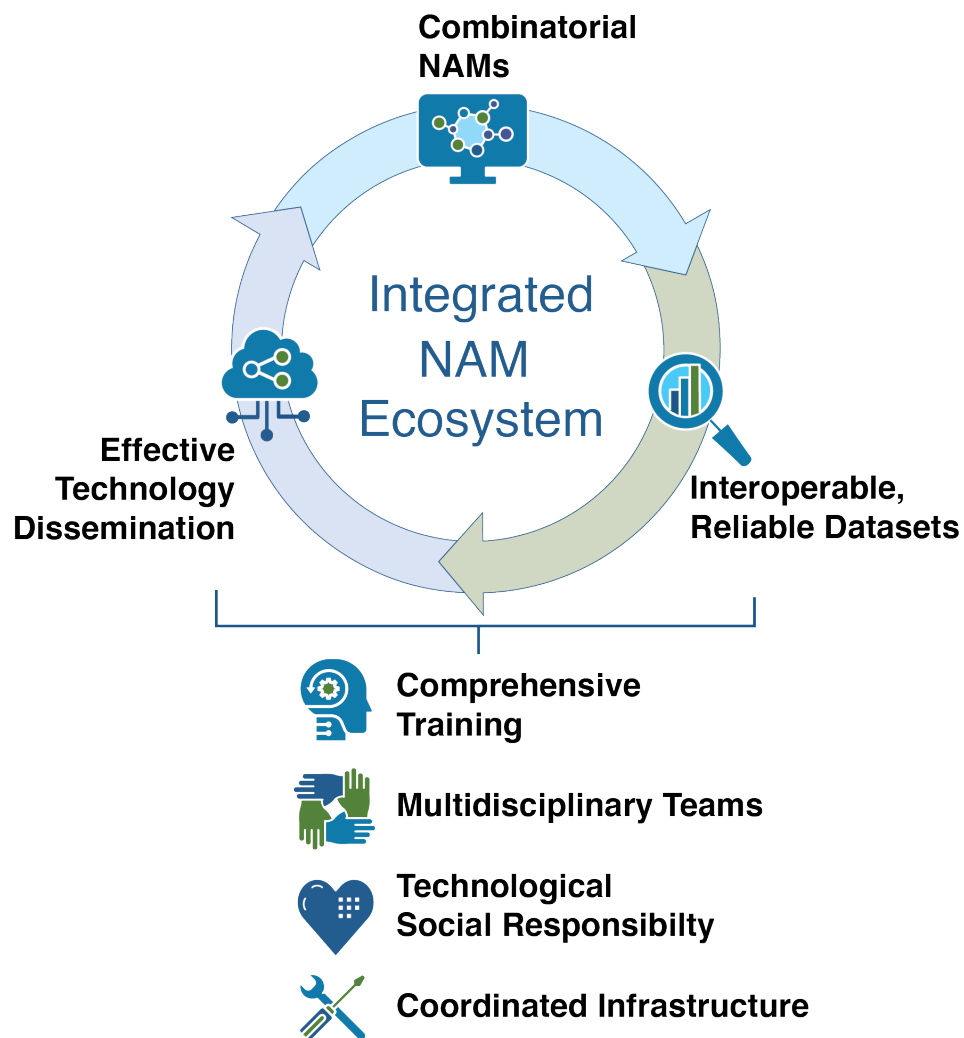 Combinatorial
NAMs
Integrated
NAM
Ecosystem
Effective
Technology
Dissemination
Interoperable,
Reliable Datasets
Comprehensive
Training
Multidisciplinary Teams
Technological
Social Responsibilty
Coordinated Infrastructure